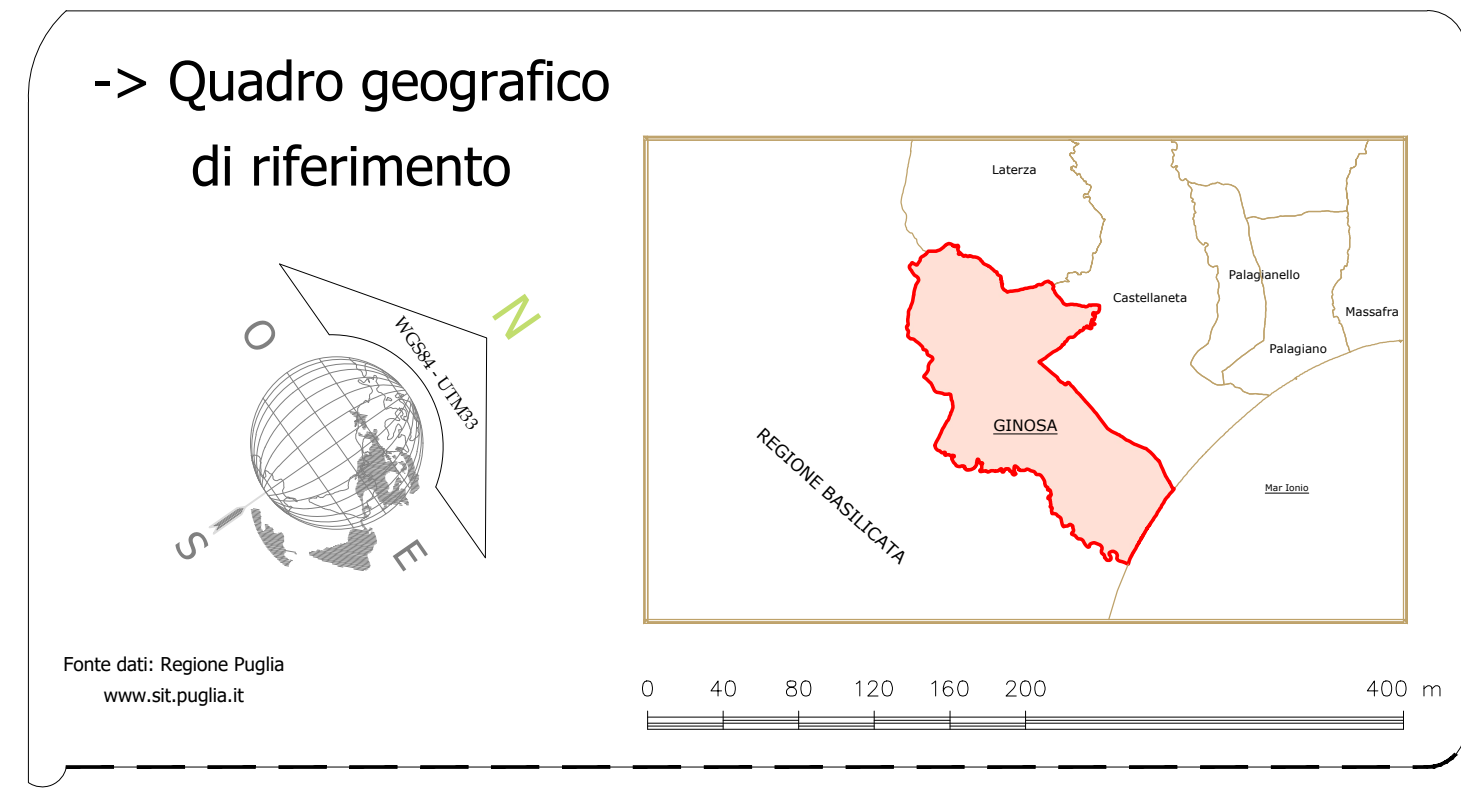 -> Quadro geografico
di riferimento
N
O
WGS84 - UTM33
S
E
Fonte dati: Regione Puglia
www.sit.puglia.it
Laterza
Castellaneta
Palagianello
Massafra
Palagiano
GINOSA
REGIONE BASILICATA
Mar Ionio
0 40 80 120 160 200 400 m